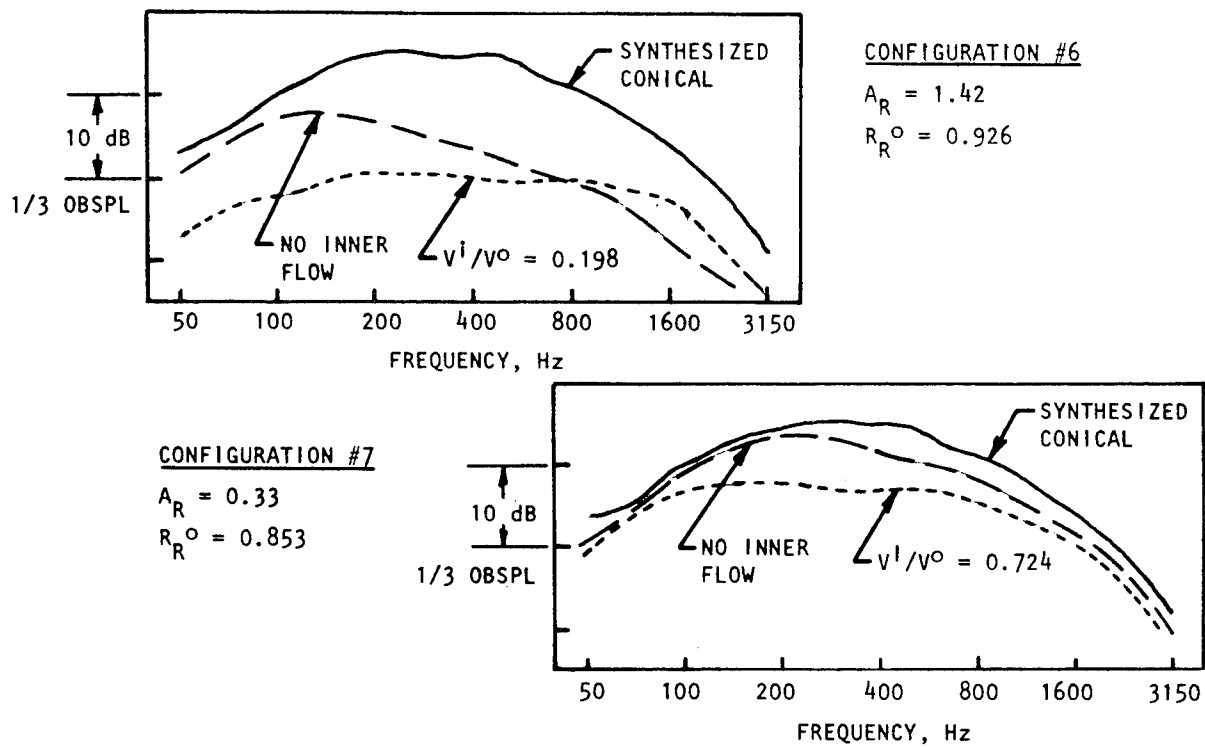 SYNTHESIZED
CONICAL
CONFIGURATION #6
A_R = 1.42
R_R^O = 0.926
10 dB
1/3 OBSPL
NO INNER
FLOW
V^i/V^O = 0.198
50 100 200 400 800 1600 3150
FREQUENCY, Hz
CONFIGURATION #7
A_R = 0.33
R_R^O = 0.853
SYNTHESIZED
CONICAL
10 dB
1/3 OBSPL
NO INNER
FLOW
V^i/V^O = 0.724
50 100 200 400 800 1600 3150
FREQUENCY, Hz